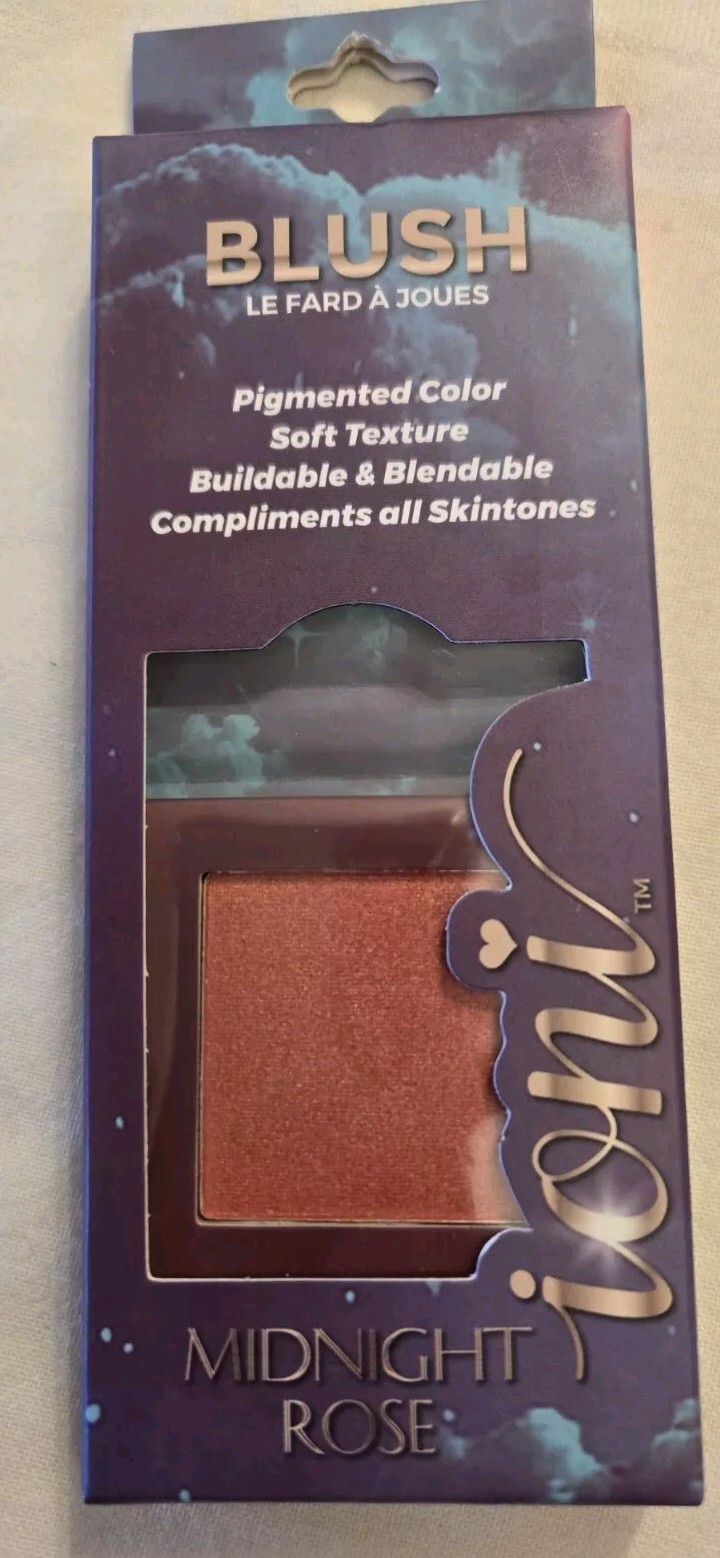 BLUSH
LE FARD À JOUES
Pigmented Color
Soft Texture
Buildable & Blendable
Compliments all Skintones
ioni™
MIDNIGHT
ROSE